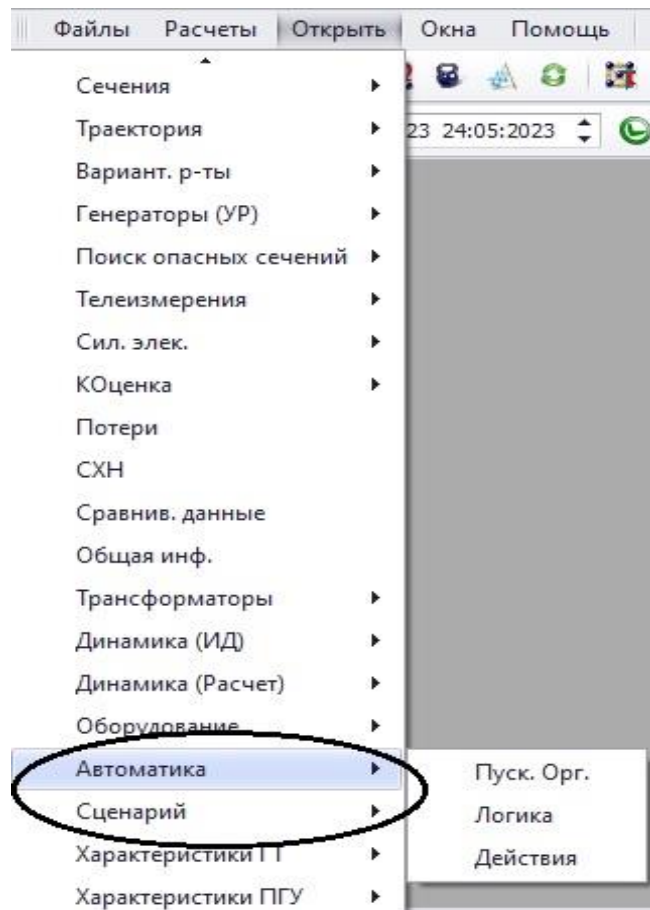 Файлы Расчеты Открыть Окна Помощь
Сечения
Траектория
23 24:05:2023
Вариант. р-ты
Генераторы (УР)
Поиск опасных сечений
Телеизмерения
Сил. элек.
КОценка
Потери
СХН
Сравнив. данные
Общая инф.
Трансформаторы
Динамика (ИД)
Динамика (Расчет)
Оборудование
Автоматика
Пуск. Орг.
Сценарий
Логика
Характеристики ГТ
Действия
Характеристики ПГУ